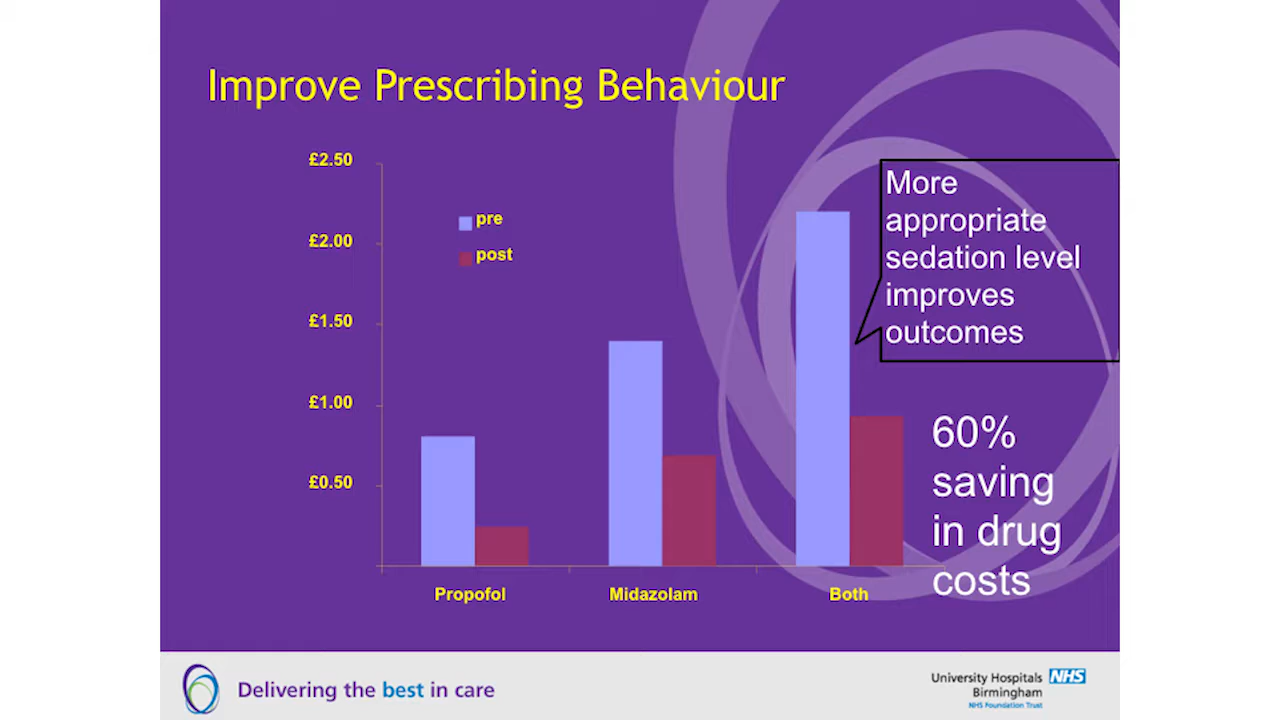 Improve Prescribing Behaviour
£2.50
£2.00
£1.50
£1.00
£0.50
pre
post
Propofol
Midazolam
Both
More
appropriate
sedation level
improves
outcomes
60%
saving
in drug
costs
Delivering the best in care
University Hospitals NHS
Birmingham
NHS Foundation Trust